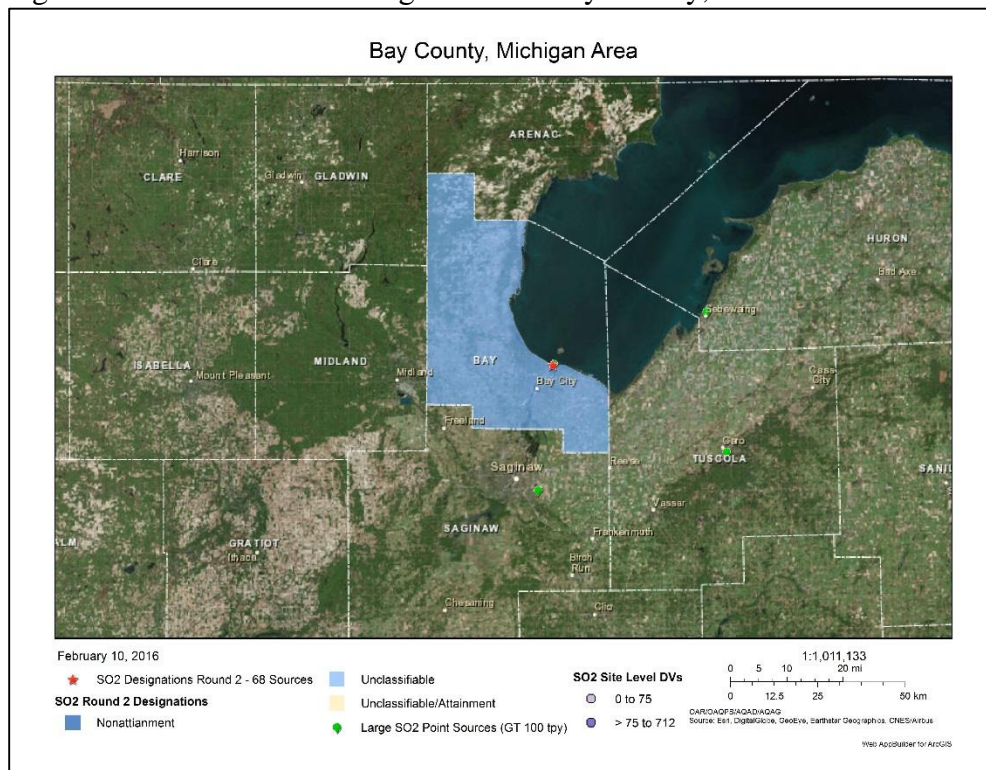 Bay County, Michigan Area
ARENAC
Harrison
CLARE
Gladwin
GLADWIN
HURON
Bad Axe
Clare
Sebewaing
ISABELLA
MIDLAND
BAY
Mount Pleasant
Midland
Bay City
Cass
City
Freeland
Caro
Saginaw
Reese
TUSCOLA
SANIL
Vassar
SAGINAW
Frankenmuth
ALM
GRATIOT
Ithaca
Birch
Run
Chesaning
Clio
February 10, 2016
SO2 Designations Round 2 - 68 Sources
SO2 Round 2 Designations
Nonattianment
Unclassifiable
Unclassifiable/Attainment
Large SO2 Point Sources (GT 100 tpy)
SO2 Site Level DVs
0 to 75
> 75 to 712
1:1,011,133
0 5 10 20 mi
0 12.5 25 50 km
OAR/OAQPS/AQAD/AQAG
Source: Esri, DigitalGlobe, GeoEye, Earthstar Geographics, CNES/Airbus
Web AppBuilder for ArcGIS